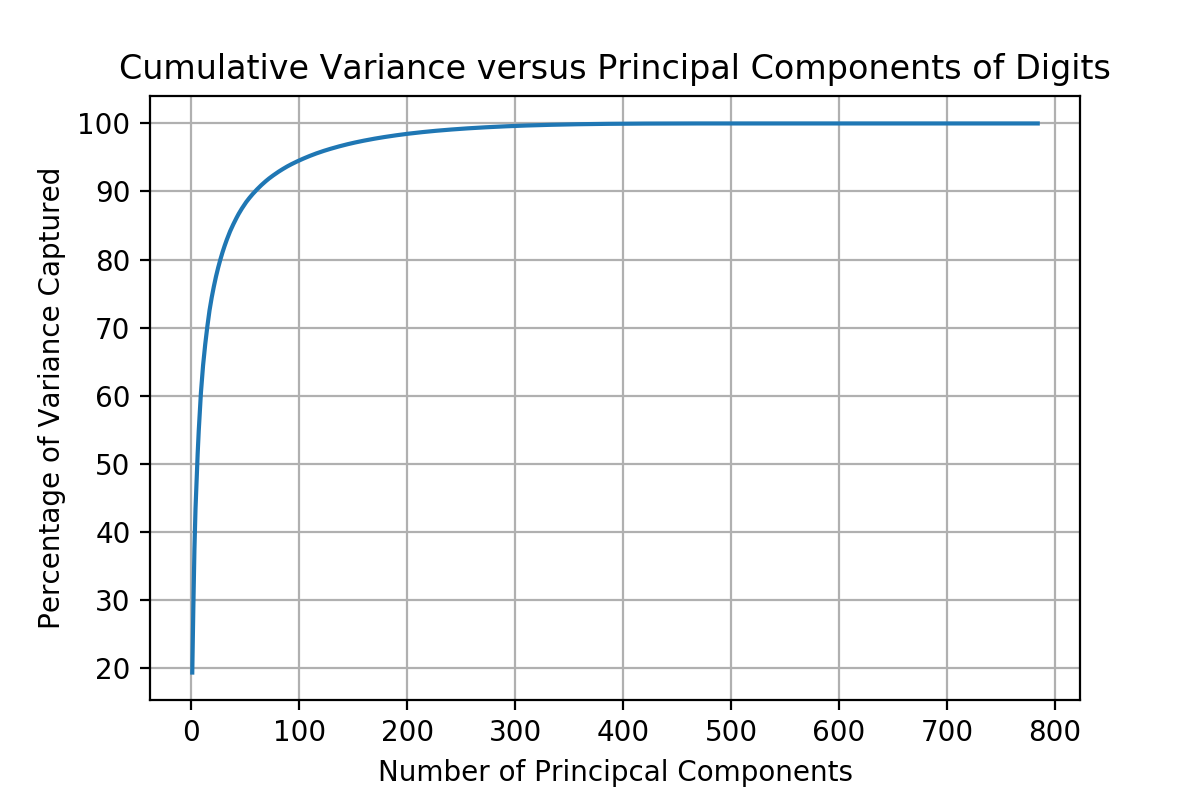 Cumulative Variance versus Principal Components of Digits
Percentage of Variance Captured
100
90
80
70
60
50
40
30
20
0 100 200 300 400 500 600 700 800
Number of Principcal Components